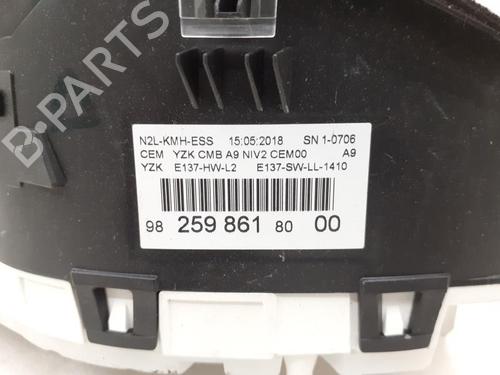 B-PARTS
N2L-KMH-ESS 15:05:2018 SN 1-0706
CEM YZK CMB A9 NIV2 CEM00 A9
YZK E137-HW-L2 E137-SW-LL-1410
98 259 861 80 00